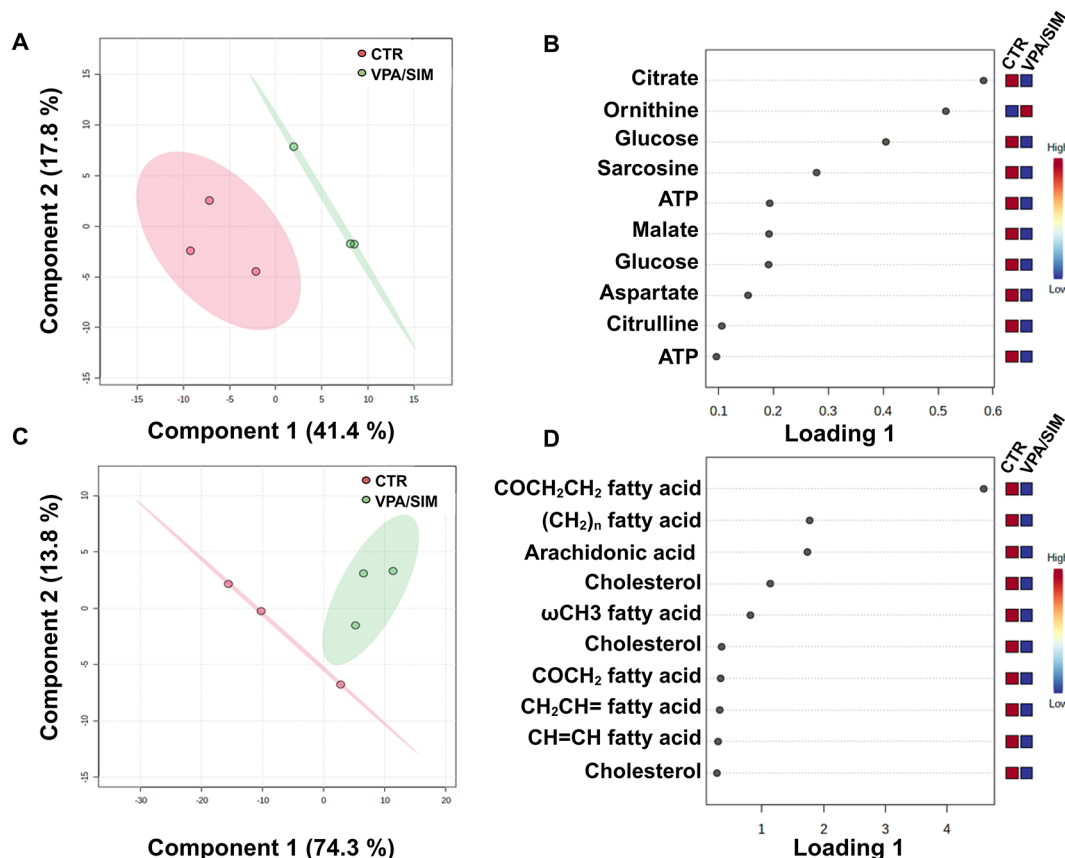 A
CTR
VPA/SIM
15
10
5
0
-5
-10
-15
Component 2 (17.8 %)
-15
-10
-5
0
5
10
15
Component 1 (41.4 %)
B
CTR
VPA/SIM
Citrate
Ornithine
Glucose
Sarcosine
ATP
Malate
Glucose
Aspartate
Citrulline
ATP
High
Low
0.1
0.2
0.3
0.4
0.5
0.6
Loading 1
C
CTR
VPA/SIM
10
5
0
-5
-10
-15
Component 2 (13.8 %)
-30
-20
-10
0
10
20
Component 1 (74.3 %)
D
CTR
VPA/SIM
COCH₂CH₂ fatty acid
(CH₂)ₙ fatty acid
Arachidonic acid
Cholesterol
ωCH3 fatty acid
Cholesterol
COCH₂ fatty acid
CH₂CH= fatty acid
CH=CH fatty acid
Cholesterol
High
Low
1
2
3
4
Loading 1